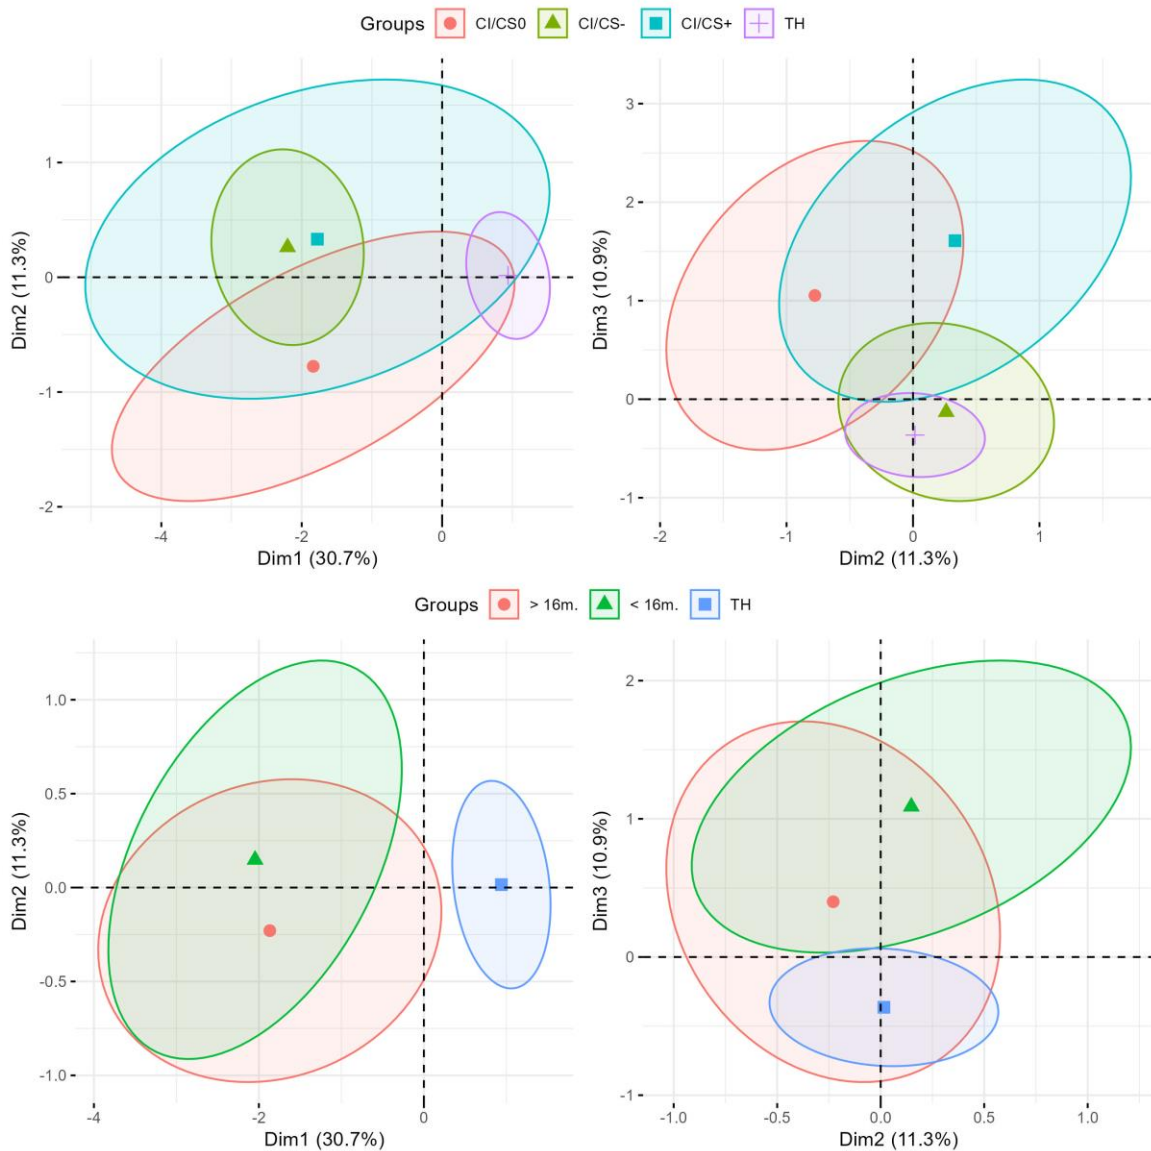 Groups CI/CS0 CI/CS- CI/CS+ TH
1
0
-1
-2
Dim2 (11.3%)
-4 -2 0
Dim1 (30.7%)
3
2
1
0
-1
Dim3 (10.9%)
-2 -1 0 1
Dim2 (11.3%)
Groups > 16m. < 16m. TH
1.0
0.5
0.0
-0.5
-1.0
Dim2 (11.3%)
-4 -2 0
Dim1 (30.7%)
2
1
0
-1
Dim3 (10.9%)
-1.0 -0.5 0.0 0.5 1.0
Dim2 (11.3%)